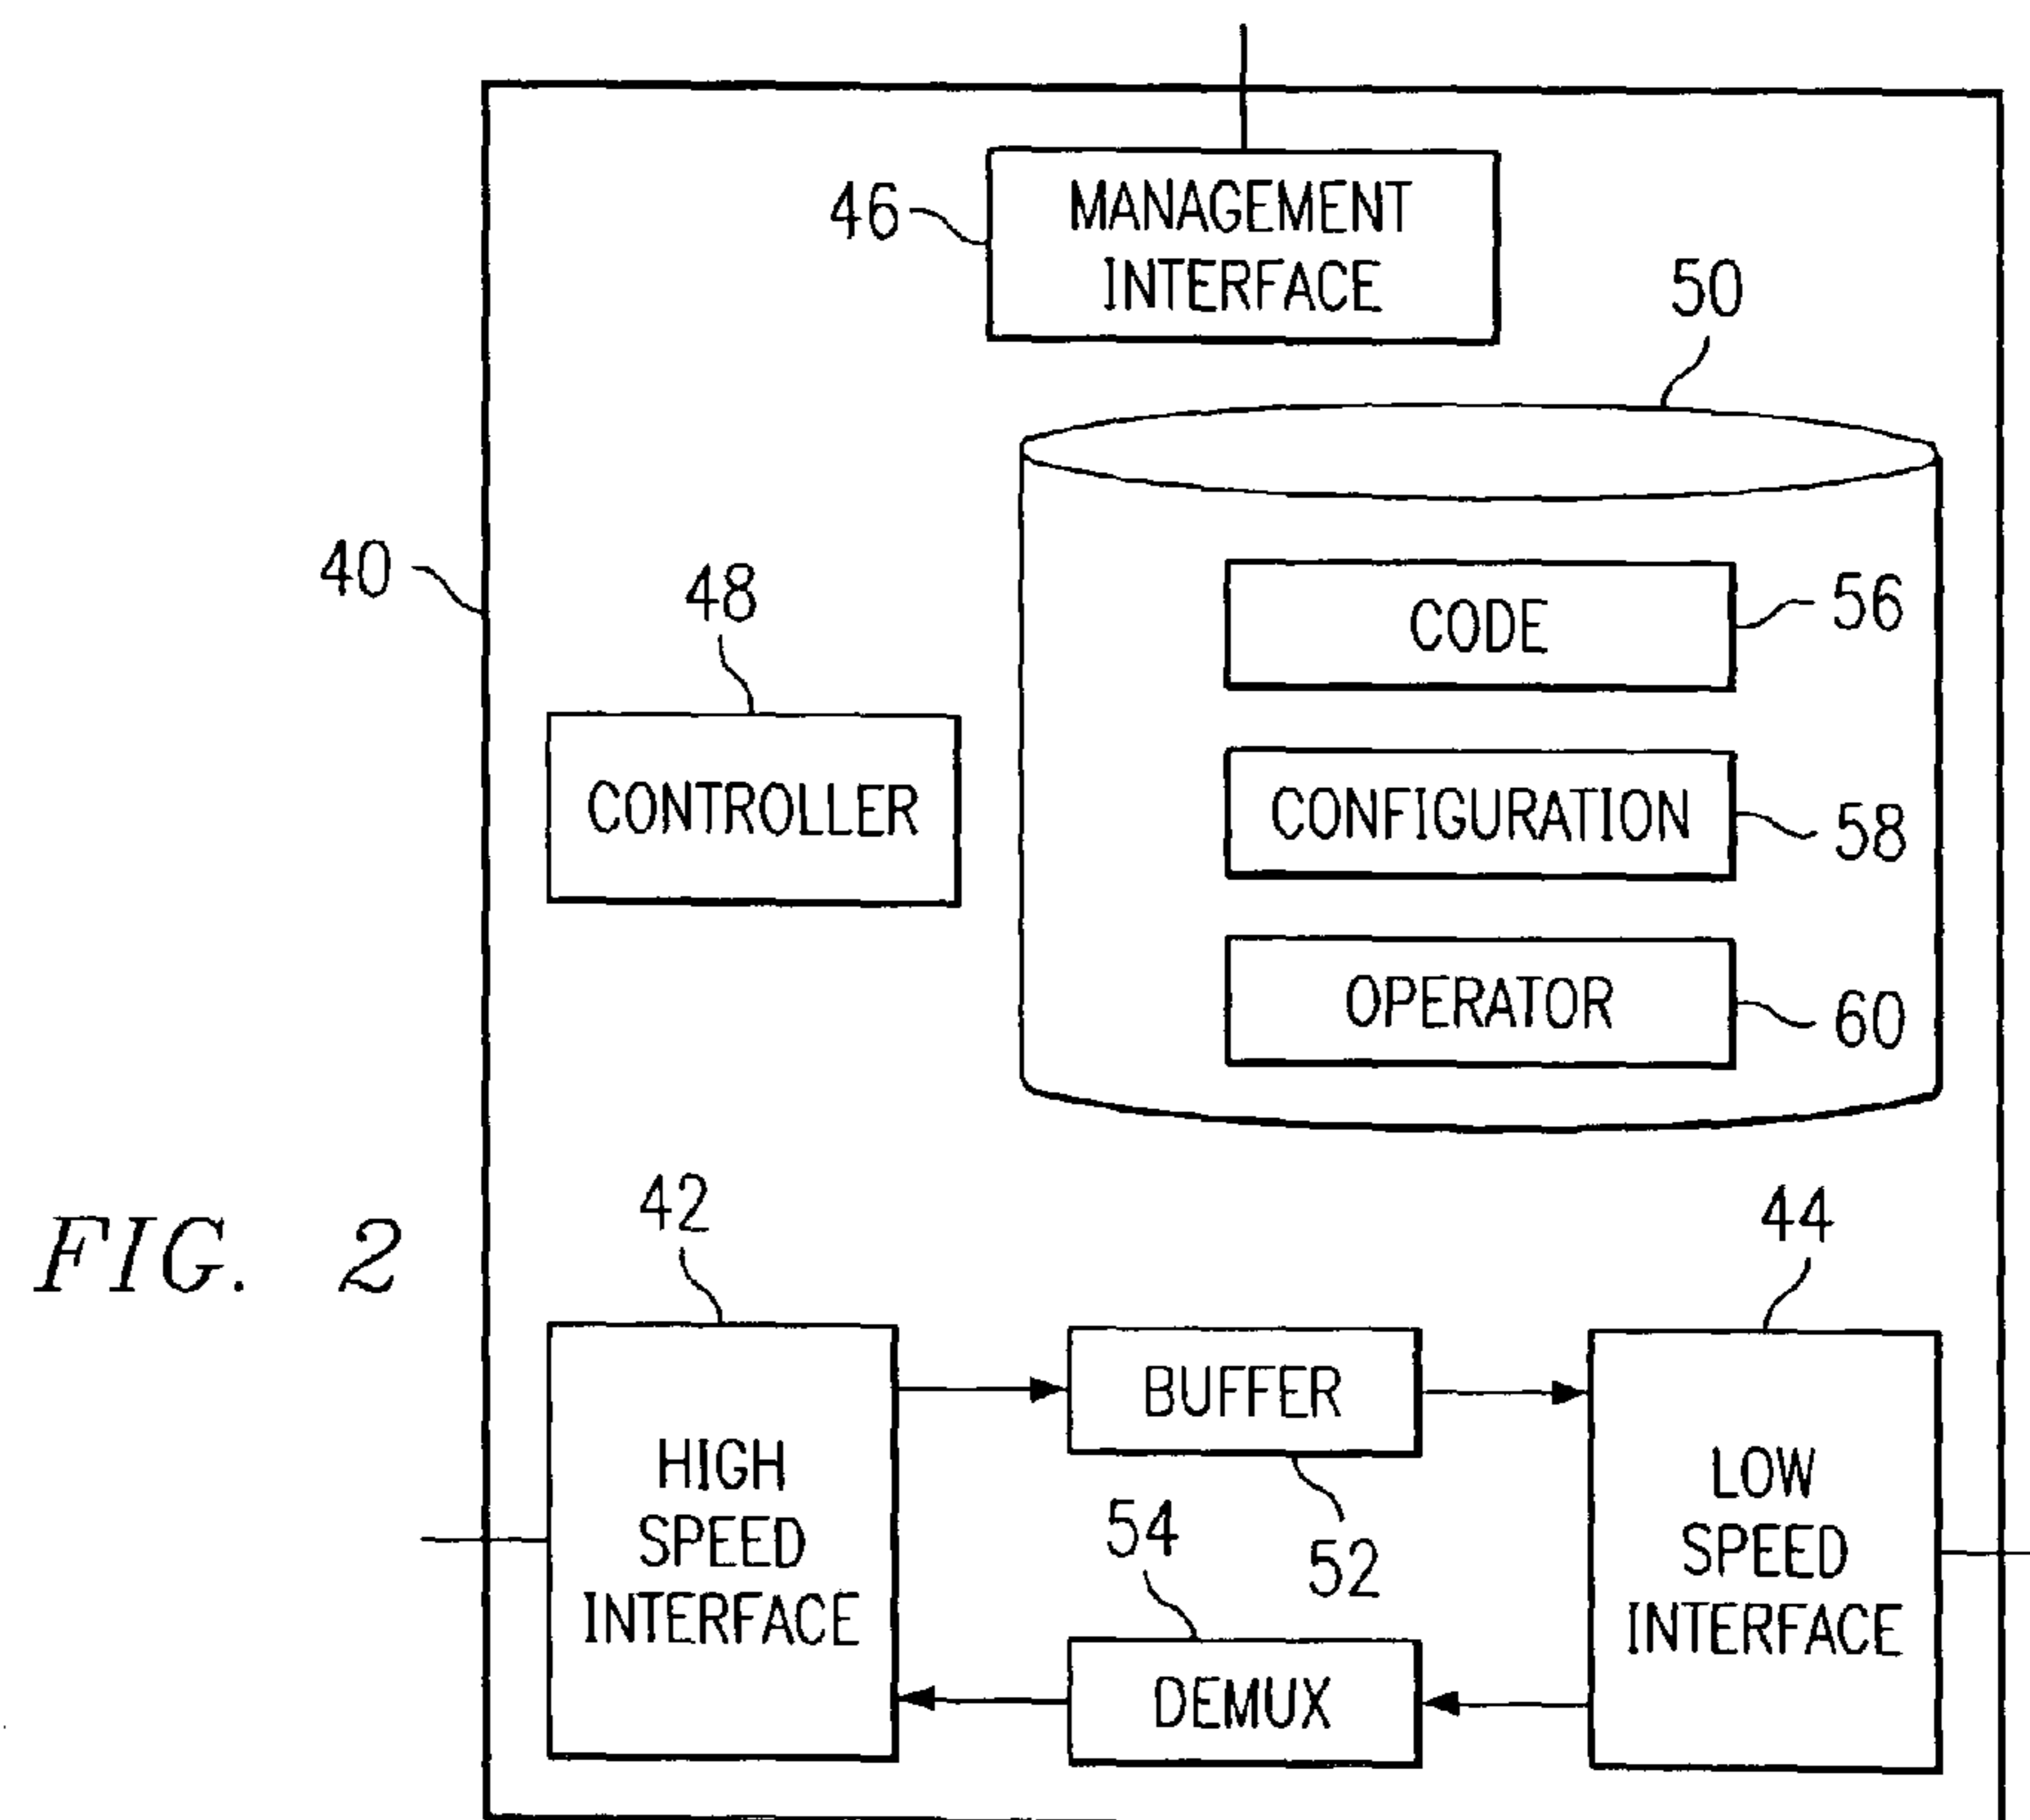 46
MANAGEMENT
INTERFACE
50
40
48
CODE
56
CONTROLLER
CONFIGURATION
58
OPERATOR
60
FIG. 2
42
44
HIGH
SPEED
INTERFACE
BUFFER
52
54
DEMUX
LOW
SPEED
INTERFACE